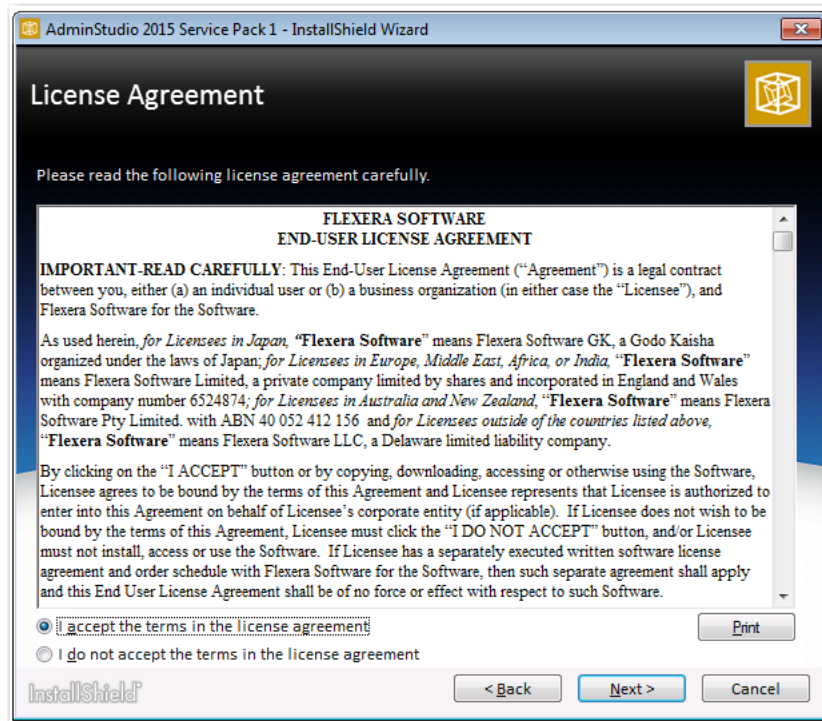 AdminStudio 2015 Service Pack 1 - InstallShield Wizard
License Agreement
Please read the following license agreement carefully.
FLEXERA SOFTWARE
END-USER LICENSE AGREEMENT
IMPORTANT-READ CAREFULLY: This End-User License Agreement (“Agreement”) is a legal contract
between you, either (a) an individual user or (b) a business organization (in either case the “Licensee”), and
Flexera Software for the Software.
As used herein, for Licensees in Japan, “Flexera Software” means Flexera Software GK, a Godo Kaisha
organized under the laws of Japan; for Licensees in Europe, Middle East, Africa, or India, “Flexera Software”
means Flexera Software Limited, a private company limited by shares and incorporated in England and Wales
with company number 6524874; for Licensees in Australia and New Zealand, “Flexera Software” means Flexera
Software Pty Limited. with ABN 40 052 412 156 and for Licensees outside of the countries listed above,
“Flexera Software” means Flexera Software LLC, a Delaware limited liability company.
By clicking on the “I ACCEPT” button or by copying, downloading, accessing or otherwise using the Software,
Licensee agrees to be bound by the terms of this Agreement and Licensee represents that Licensee is authorized to
enter into this Agreement on behalf of Licensee’s corporate entity (if applicable). If Licensee does not wish to be
bound by the terms of this Agreement, Licensee must click the “I DO NOT ACCEPT” button, and/or Licensee
must not install, access or use the Software. If Licensee has a separately executed written software license
agreement and order schedule with Flexera Software for the Software, then such separate agreement shall apply
and this End User License Agreement shall be of no force or effect with respect to such Software.
I accept the terms in the license agreement
Print
I do not accept the terms in the license agreement
InstallShield
< Back
Next >
Cancel